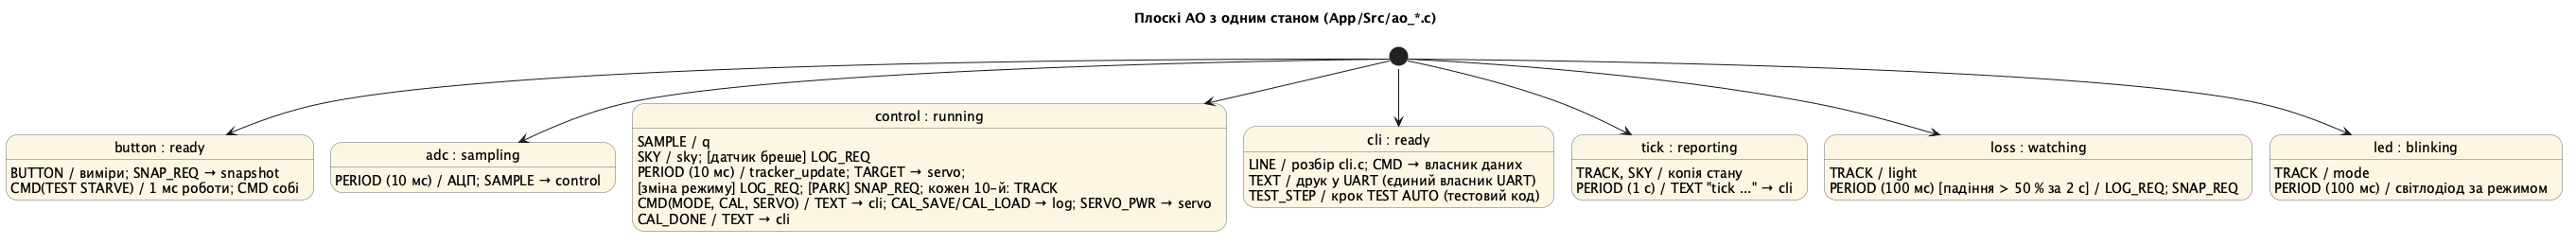 Плоскі АО з одним станом (App/Src/ao_*.c)
button : ready
BUTTON / виміри; SNAP_REQ → snapshot
CMD(TEST STARVE) / 1 мс роботи; CMD собі
adc : sampling
PERIOD (10 мс) / АЦП; SAMPLE → control
control : running
SAMPLE / q
SKY / sky; [датчик бреше] LOG_REQ
PERIOD (10 мс) / tracker_update; TARGET → servo;
[зміна режиму] LOG_REQ; [PARK] SNAP_REQ; кожен 10-й: TRACK
CMD(MODE, CAL, SERVO) / TEXT → cli; CAL_SAVE/CAL_LOAD → log; SERVO_PWR → servo
CAL_DONE / TEXT → cli
cli : ready
LINE / розбір cli.c; CMD → власник даних
TEXT / друк у UART (єдиний власник UART)
TEST_STEP / крок TEST AUTO (тестовий код)
tick : reporting
TRACK, SKY / копія стану
PERIOD (1 с) / TEXT "tick ..." → cli
loss : watching
TRACK / light
PERIOD (100 мс) [падіння > 50 % за 2 с] / LOG_REQ; SNAP_REQ
led : blinking
TRACK / mode
PERIOD (100 мс) / світлодіод за режимом